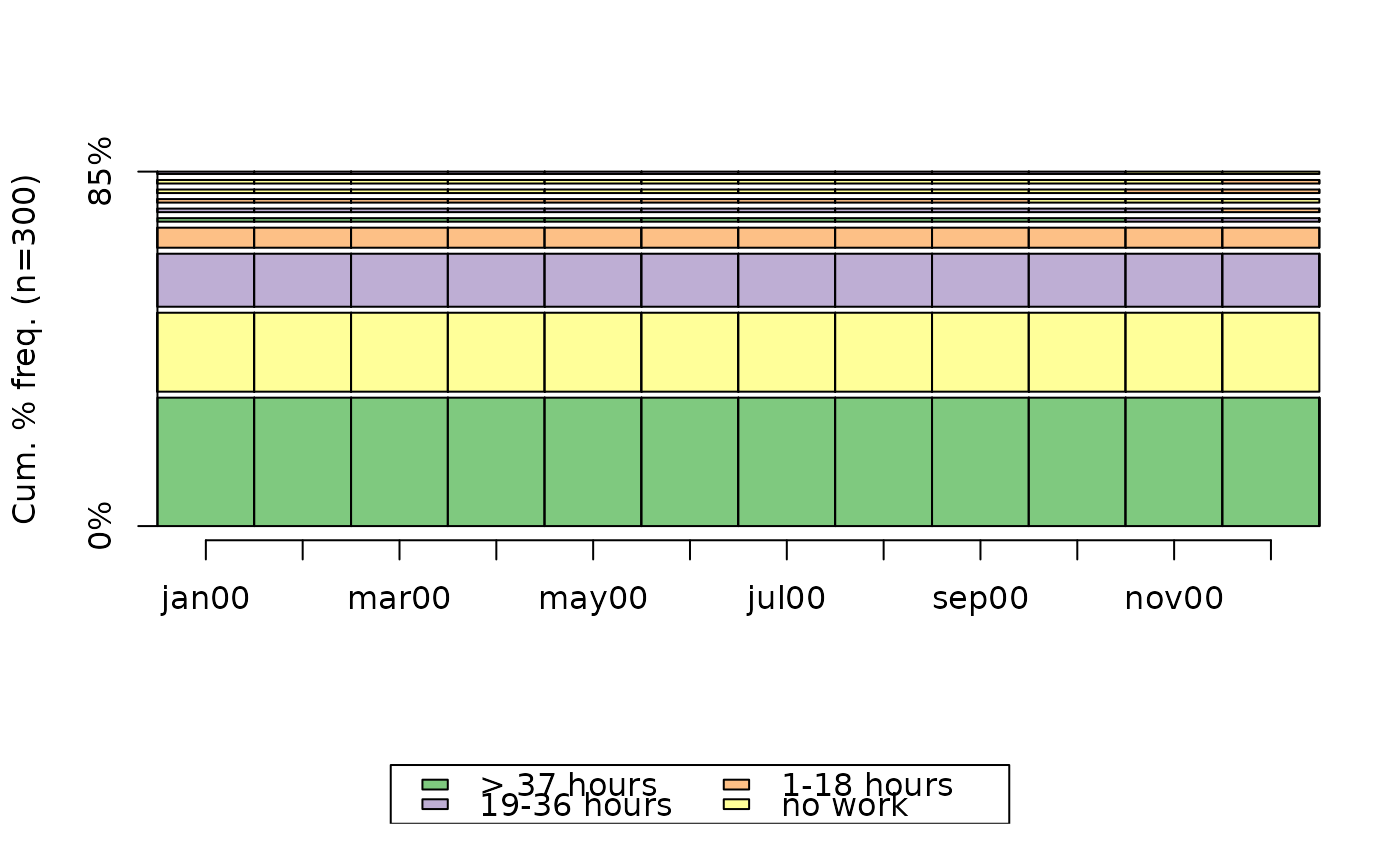 85%
Cum. % freq. (n=300)
0%
jan00 mar00 may00 jul00 sep00 nov00
> 37 hours 1-18 hours
19-36 hours no work